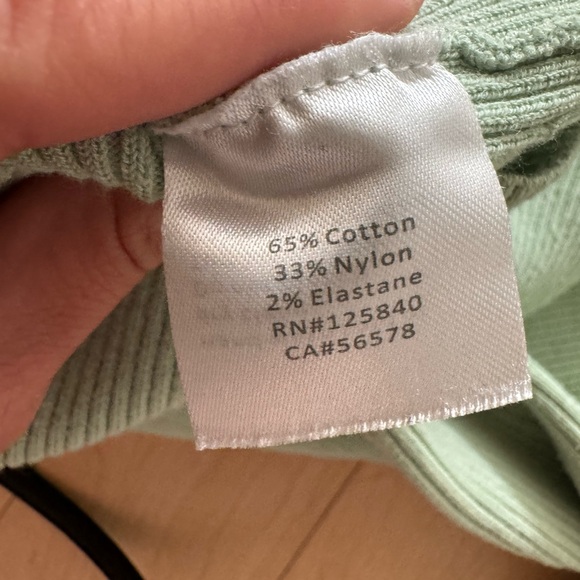 65% Cotton
33% Nylon
2% Elastane
RN#125840
CA#56578